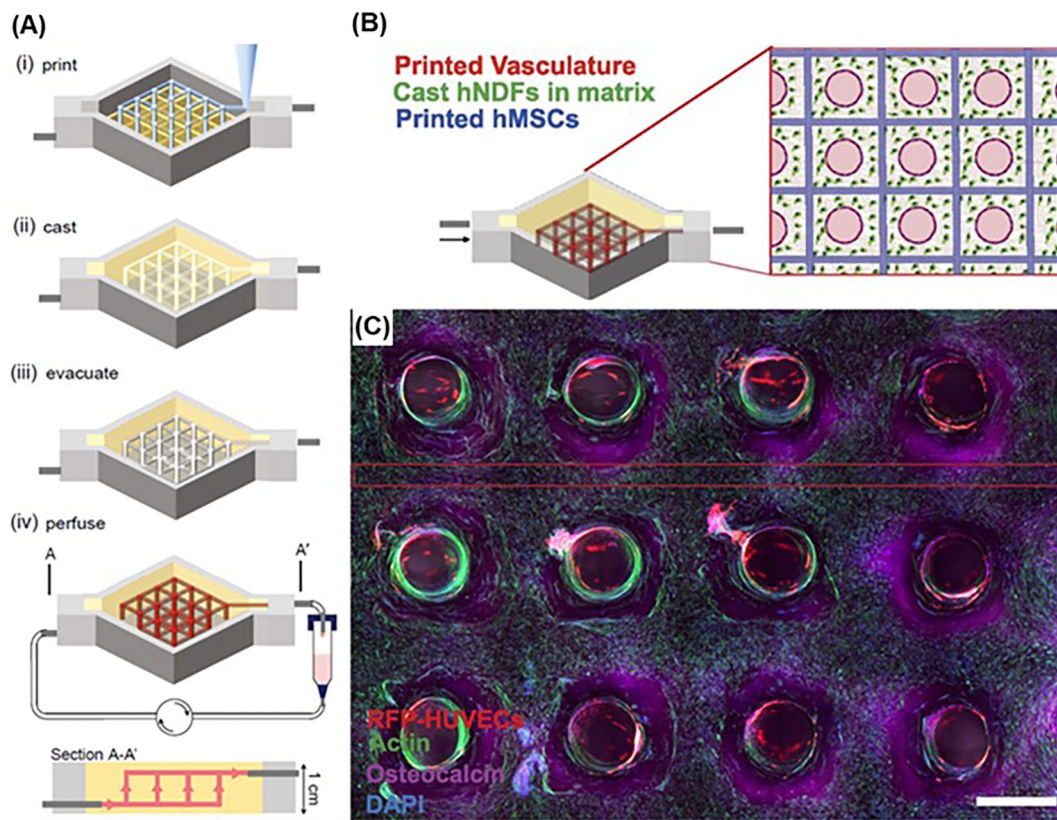 (A)
(i) print
(ii) cast
(iii) evacuate
(iv) perfuse
A
A′
Section A-A'
1 cm
(B)
Printed Vasculature
Cast hNDFs in matrix
Printed hMSCs
(C)
RFP-HUVECs
Actin
Osteocalcin
DAPI